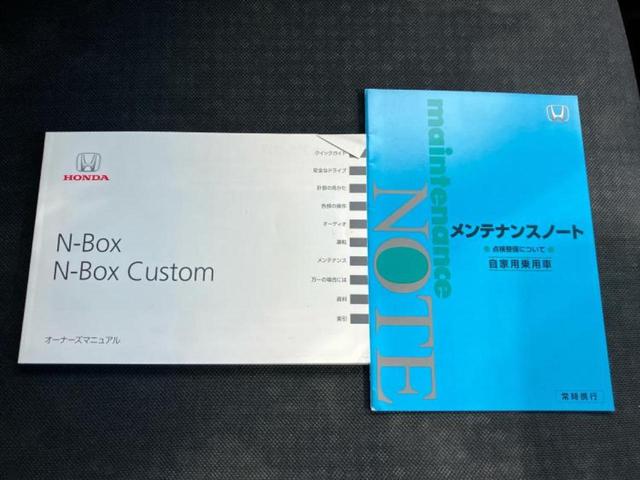 HONDA
N-Box
N-Box Custom
オーナーズマニュアル
クイックガイド
安全なドライブ
計器の見かた
各部の操作
オーディオ
運転
メンテナンス
万一の場合には
資料
索引
maintenance
NOTE
メンテナンスノート
点検整備について
自家用乗用車
常時携行